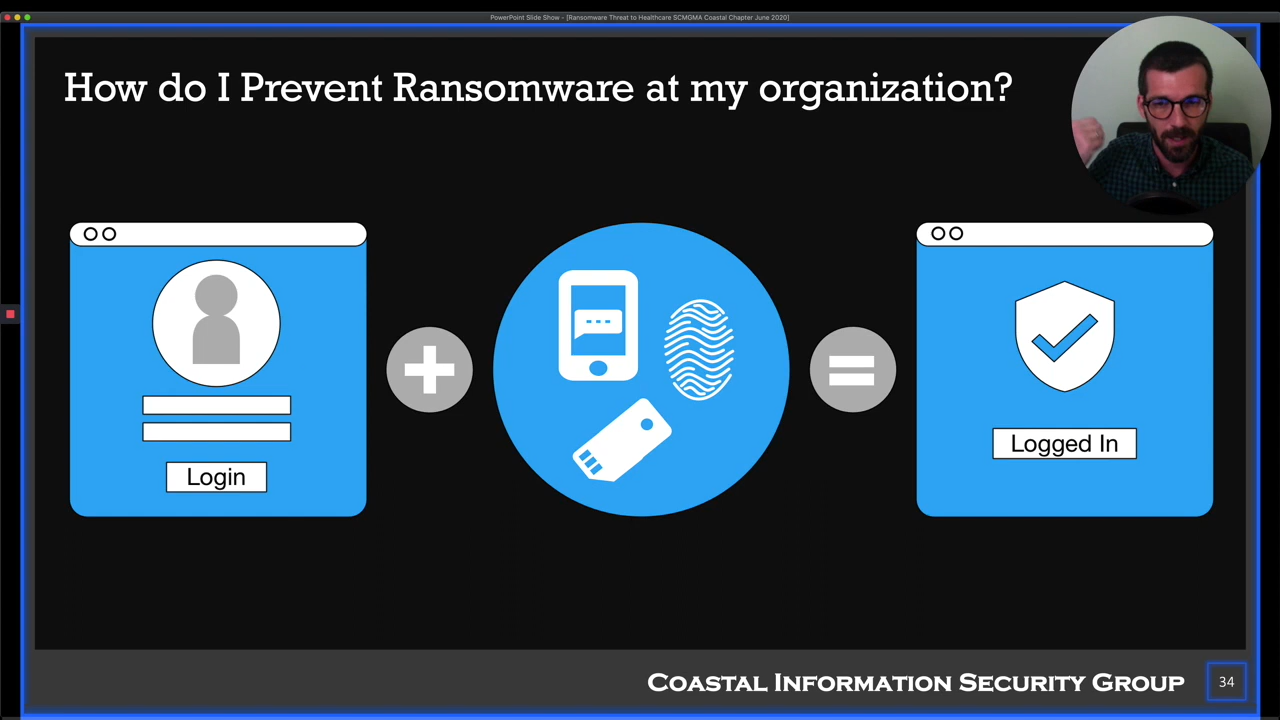 PowerPoint Slide Show - [Ransomware Threat to Healthcare SCMGMA Coastal Chapter June 2020]
How do I Prevent Ransomware at my organization?
Login
Logged In
Coastal Information Security Group
34